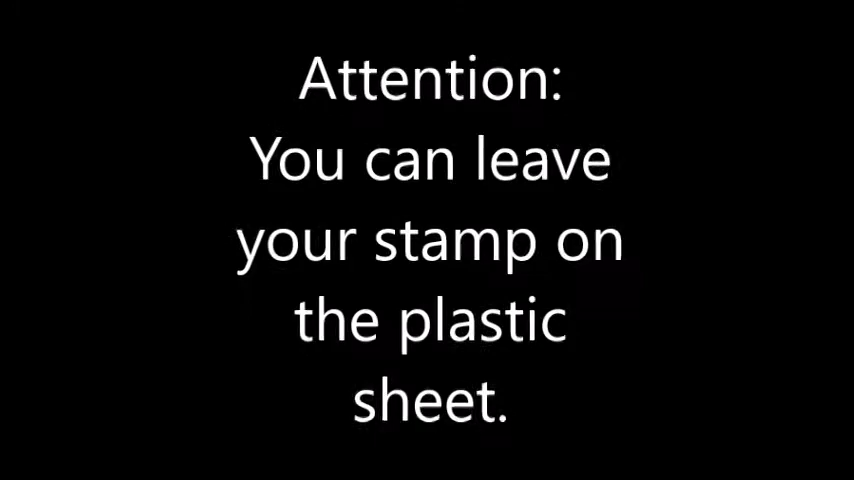 Attention:
You can leave
your stamp on
the plastic
sheet.